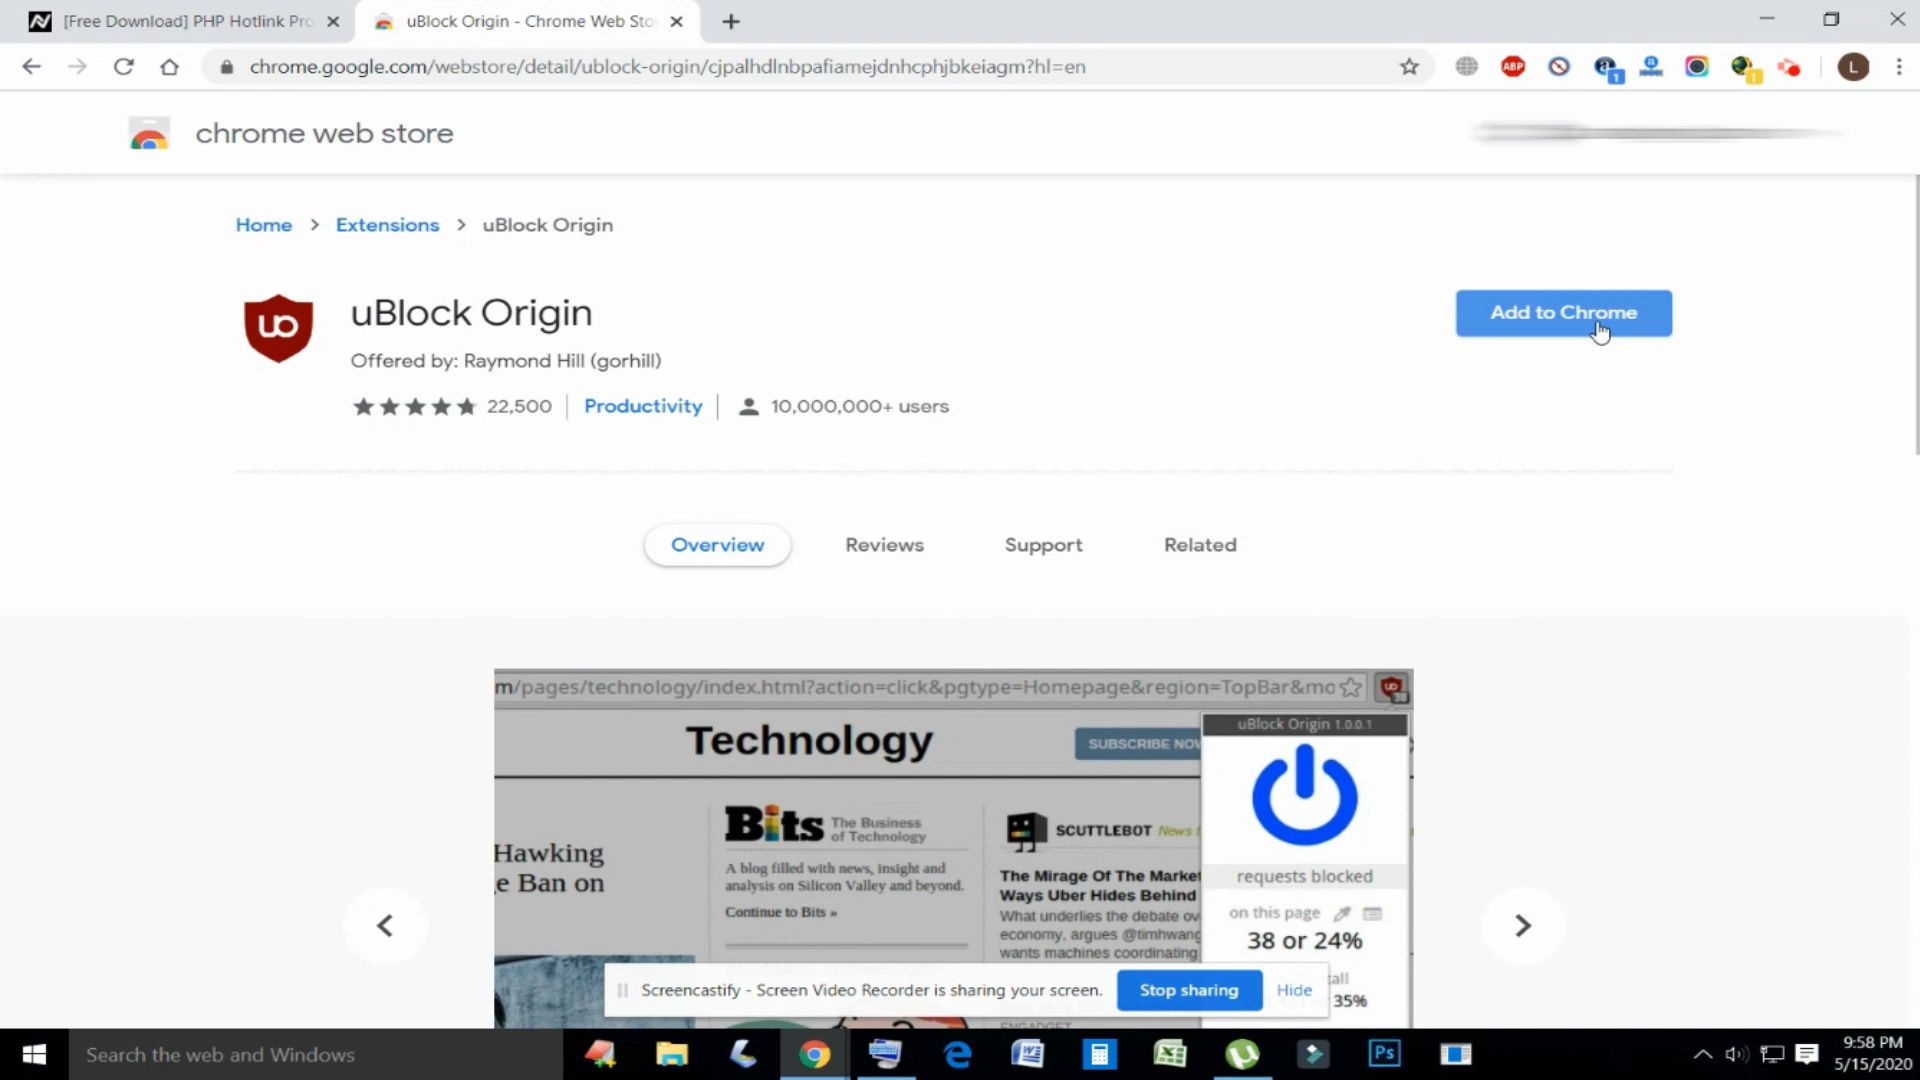 [Free Download] PHP Hotlink Pro
uBlock Origin - Chrome Web Sto
chrome.google.com/webstore/detail/ublock-origin/cjpalhdlnbpafiamejdnhcphjbkeiagm?hl=en
ABP
1
1
L
chrome web store
Home > Extensions > uBlock Origin
uBlock Origin
Add to Chrome
Offered by: Raymond Hill (gorhill)
22,500
Productivity
10,000,000+ users
Overview
Reviews
Support
Related
m/pages/technology/index.html?action=click&pgtype=Homepage&region=TopBar&mo
38
uBlock Origin 1.0.0.1
Technology
SUBSCRIBE NOW
Bits The Business of Technology
A blog filled with news, insight and
analysis on Silicon Valley and beyond.
Continue to Bits »
Hawking
e Ban on
SCUTTLEBOT News
The Mirage Of The Market
Ways Uber Hides Behind
What underlies the debate ov
economy, argues @timhwang
wants machines coordinating
ENGADGET
requests blocked
on this page
38 or 24%
tall
35%
Screencastify - Screen Video Recorder is sharing your screen.
Stop sharing
Hide
Search the web and Windows
Ps
9:58 PM
5/15/2020